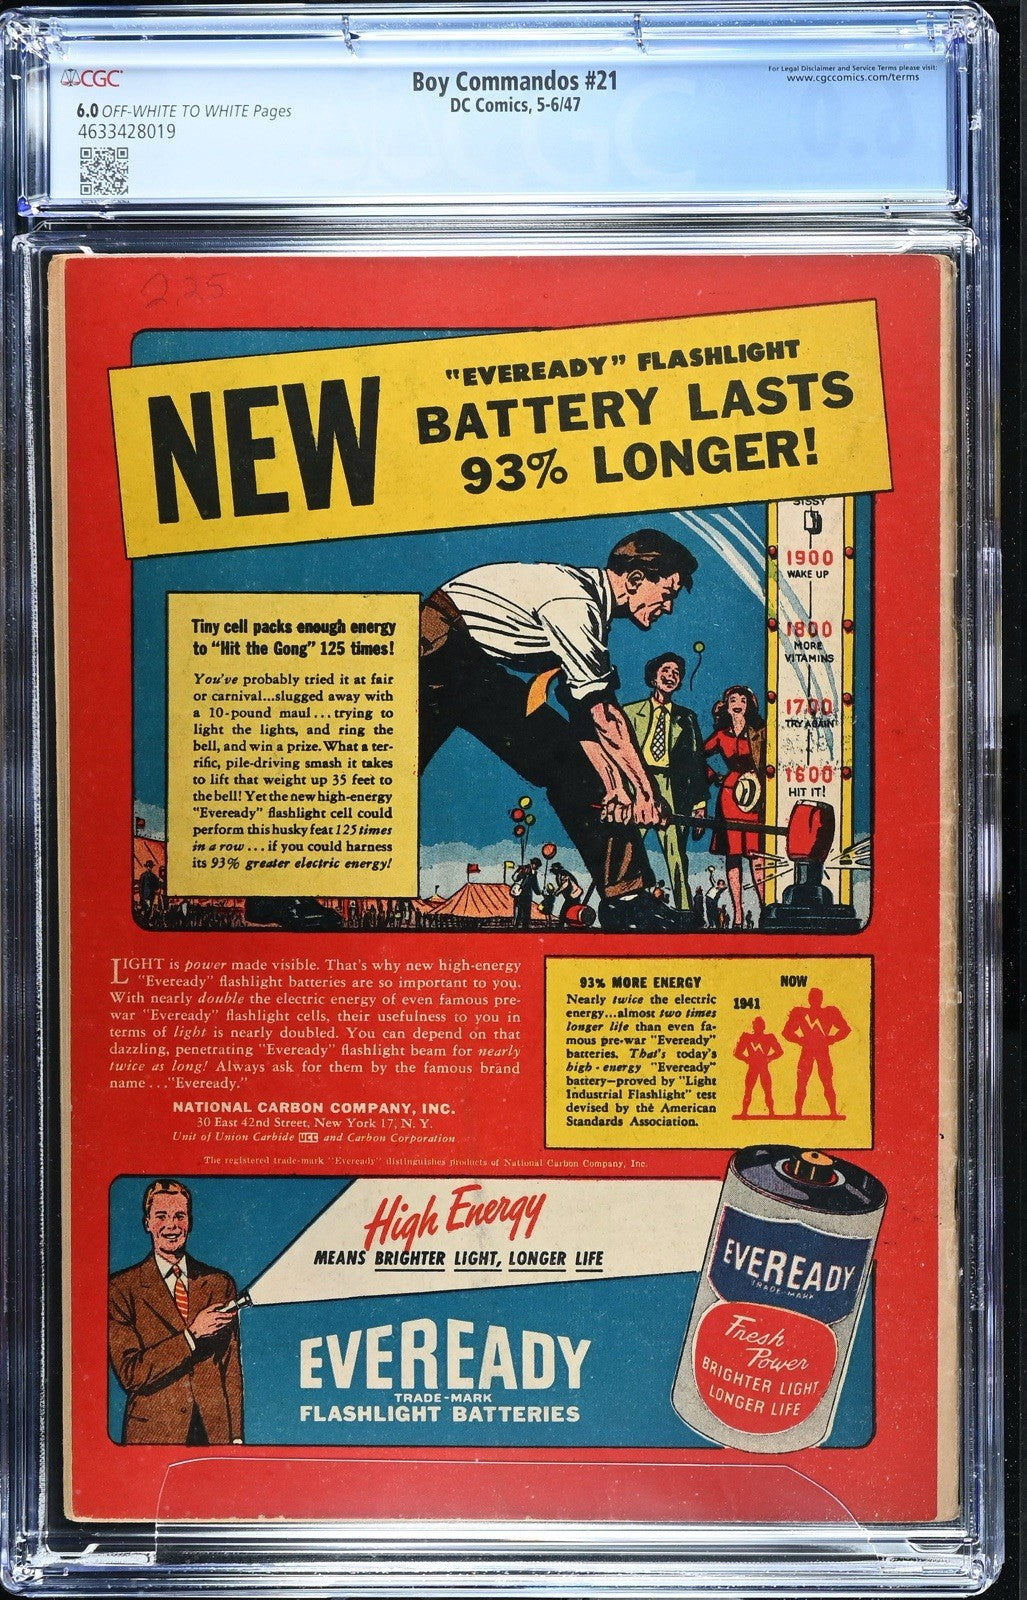 CGC
Boy Commandos #21
For Legal Disclaimer and Service Terms please visit:
www.cgccomics.com/terms
6.0 OFF-WHITE TO WHITE Pages
DC Comics, 5-6/47
4633428019
225
NEW
"EVEREADY" FLASHLIGHT
BATTERY LASTS
93% LONGER!
SISSY
1900
WAKE UP
1800
MORE
VITAMINS
1700
TRY AGAIN
1600
HIT IT!
Tiny cell packs enough energy
to "Hit the Gong" 125 times!
You've probably tried it at fair
or carnival...slugged away with
a 10-pound maul...trying to
light the lights, and ring the
bell, and win a prize. What a ter-
rific, pile-driving smash it takes
to lift that weight up 35 feet to
the bell! Yet the new high-energy
"Eveready" flashlight cell could
perform this husky feat 125 times
in a row...if you could harness
its 93% greater electric energy!
LIGHT is power made visible. That's why new high-energy
"Eveready" flashlight batteries are so important to you.
With nearly double the electric energy of even famous pre-
war "Eveready" flashlight cells, their usefulness to you in
terms of light is nearly doubled. You can depend on that
dazzling, penetrating "Eveready" flashlight beam for nearly
twice as long! Always ask for them by the famous brand
name..."Eveready."
NATIONAL CARBON COMPANY, INC.
30 East 42nd Street, New York 17, N. Y.
Unit of Union Carbide UCC and Carbon Corporation
93% MORE ENERGY
Nearly twice the electric
energy...almost two times
longer life than even fa-
mous pre-war "Eveready"
batteries. That's today's
high-energy "Eveready"
battery—proved by "Light
Industrial Flashlight" test
devised by the American
Standards Association.
1941
NOW
The registered trade-mark "Eveready" distinguishes products of National Carbon Company, Inc.
High Energy
MEANS BRIGHTER LIGHT, LONGER LIFE
EVEREADY
TRADE-MARK
FLASHLIGHT BATTERIES
EVEREADY
TRADE-MARK
Fresh
Power
BRIGHTER LIGHT
LONGER LIFE